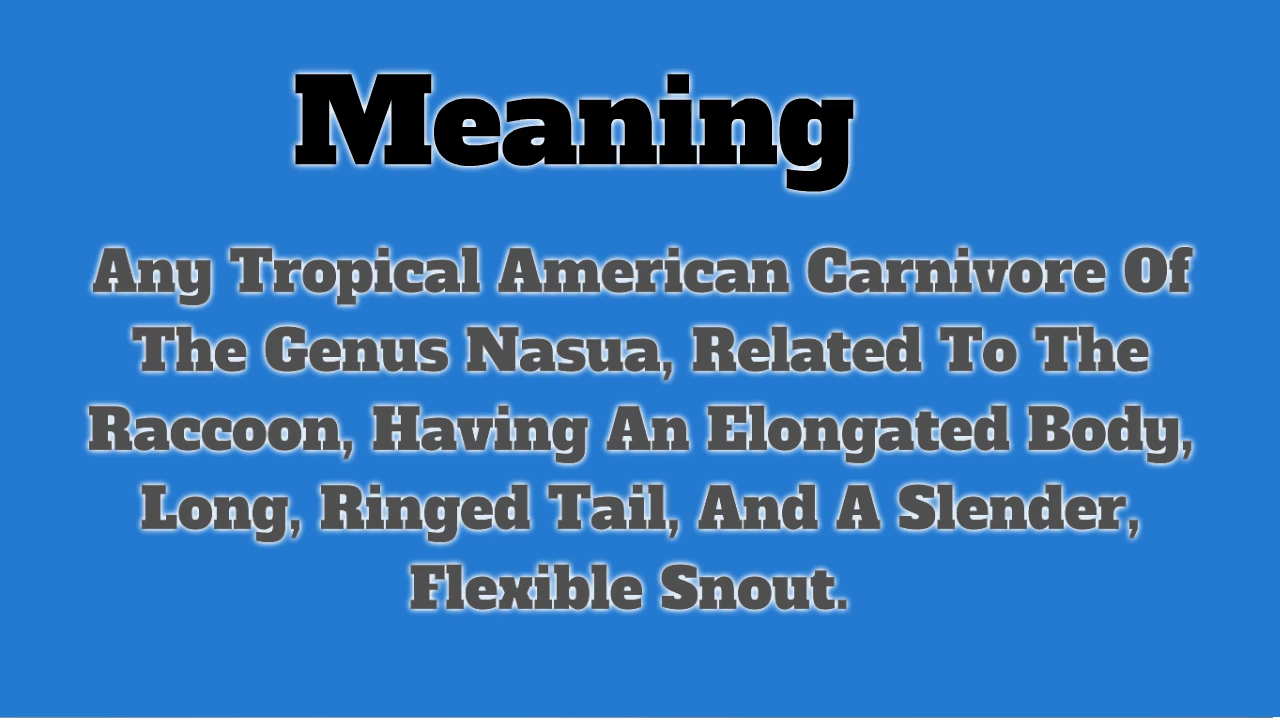 Meaning
Any Tropical American Carnivore Of
The Genus Nasua, Related To The
Raccoon, Having An Elongated Body,
Long, Ringed Tail, And A Slender,
Flexible Snout.